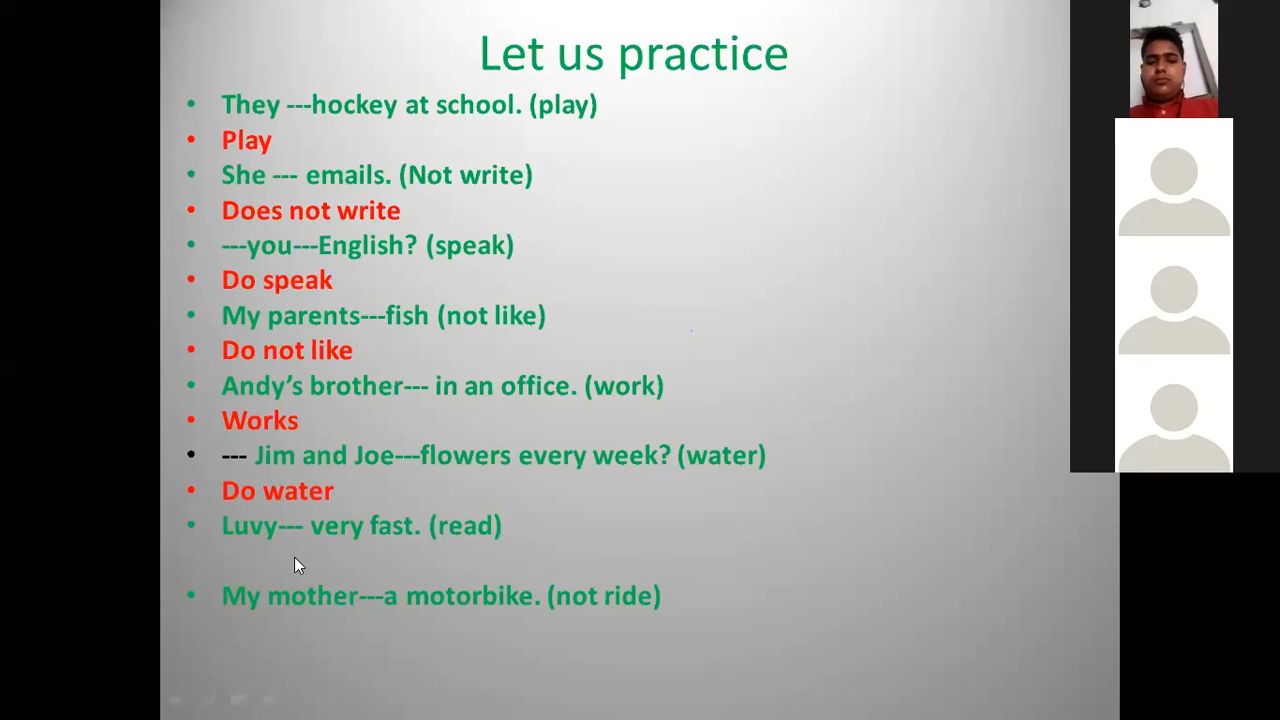 Let us practice
• They ---hockey at school. (play)
• Play
• She --- emails. (Not write)
• Does not write
• ---you---English? (speak)
• Do speak
• My parents---fish (not like)
• Do not like
• Andy’s brother--- in an office. (work)
• Works
• --- Jim and Joe---flowers every week? (water)
• Do water
• Luvy--- very fast. (read)
• My mother---a motorbike. (not ride)